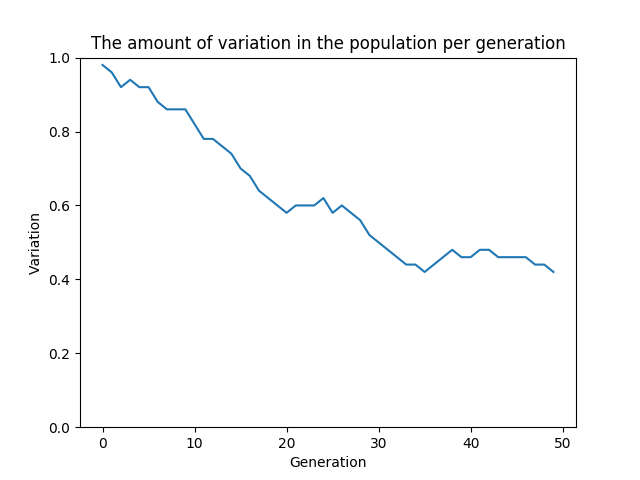 The amount of variation in the population per generation
1.0
0.8
0.6
0.4
0.2
0.0
Variation
0 10 20 30 40 50
Generation